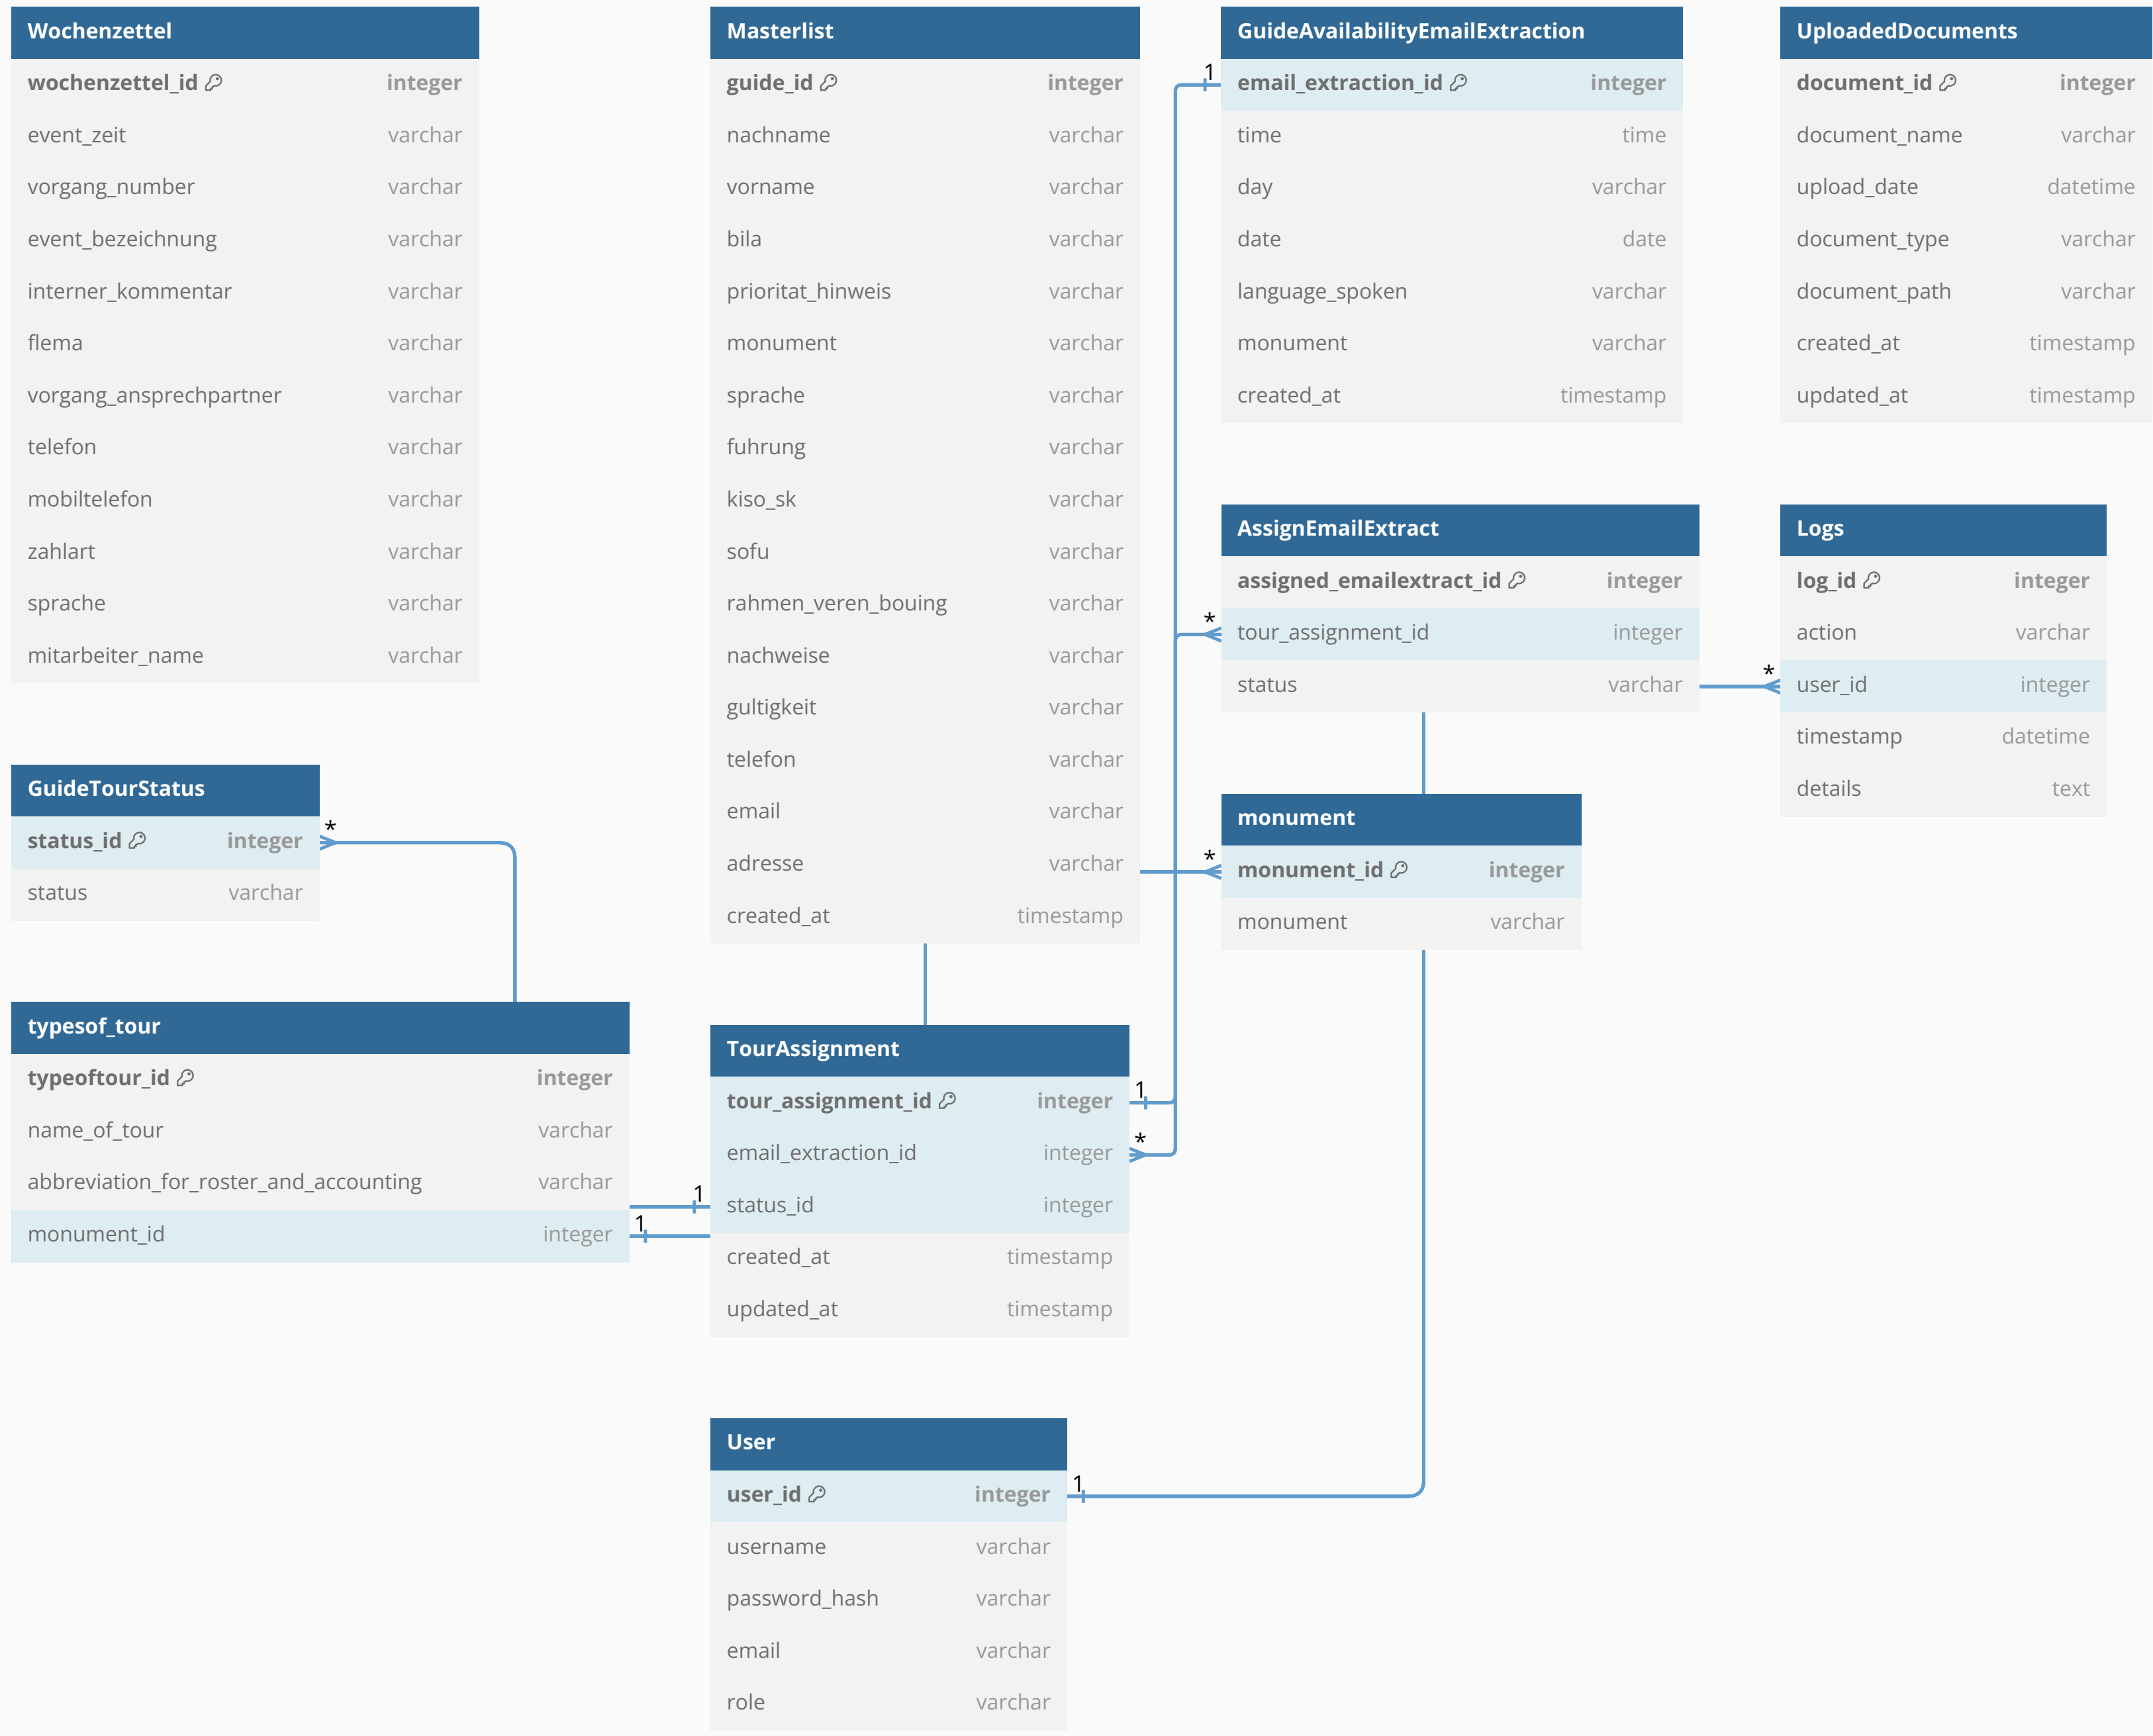 Wochenzettel
wochenzettel_id integer
event_zeit varchar
vorgang_number varchar
event_bezeichnung varchar
interner_kommentar varchar
flema varchar
vorgang_ansprechpartner varchar
telefon varchar
mobiltelefon varchar
zahlart varchar
sprache varchar
mitarbeiter_name varchar
Masterlist
guide_id integer
nachname varchar
vorname varchar
bila varchar
prioritat_hinweis varchar
monument varchar
sprache varchar
fuhrung varchar
kiso_sk varchar
sofu varchar
rahmen_veren_bouing varchar
nachweise varchar
gultigkeit varchar
telefon varchar
email varchar
adresse varchar
created_at timestamp
GuideAvailabilityEmailExtraction
1
email_extraction_id integer
time time
day varchar
date date
language_spoken varchar
monument varchar
created_at timestamp
UploadedDocuments
document_id integer
document_name varchar
upload_date datetime
document_type varchar
document_path varchar
created_at timestamp
updated_at timestamp
AssignEmailExtract
assigned_emailextract_id integer
*
tour_assignment_id integer
status varchar
Logs
log_id integer
action varchar
*
user_id integer
timestamp datetime
details text
GuideTourStatus
status_id integer
*
status varchar
monument
*
monument_id integer
monument varchar
typesof_tour
typeoftour_id integer
name_of_tour varchar
abbreviation_for_roster_and_accounting varchar
monument_id integer
1
1
TourAssignment
tour_assignment_id integer
1
email_extraction_id integer
*
status_id integer
created_at timestamp
updated_at timestamp
User
user_id integer
1
username varchar
password_hash varchar
email varchar
role varchar